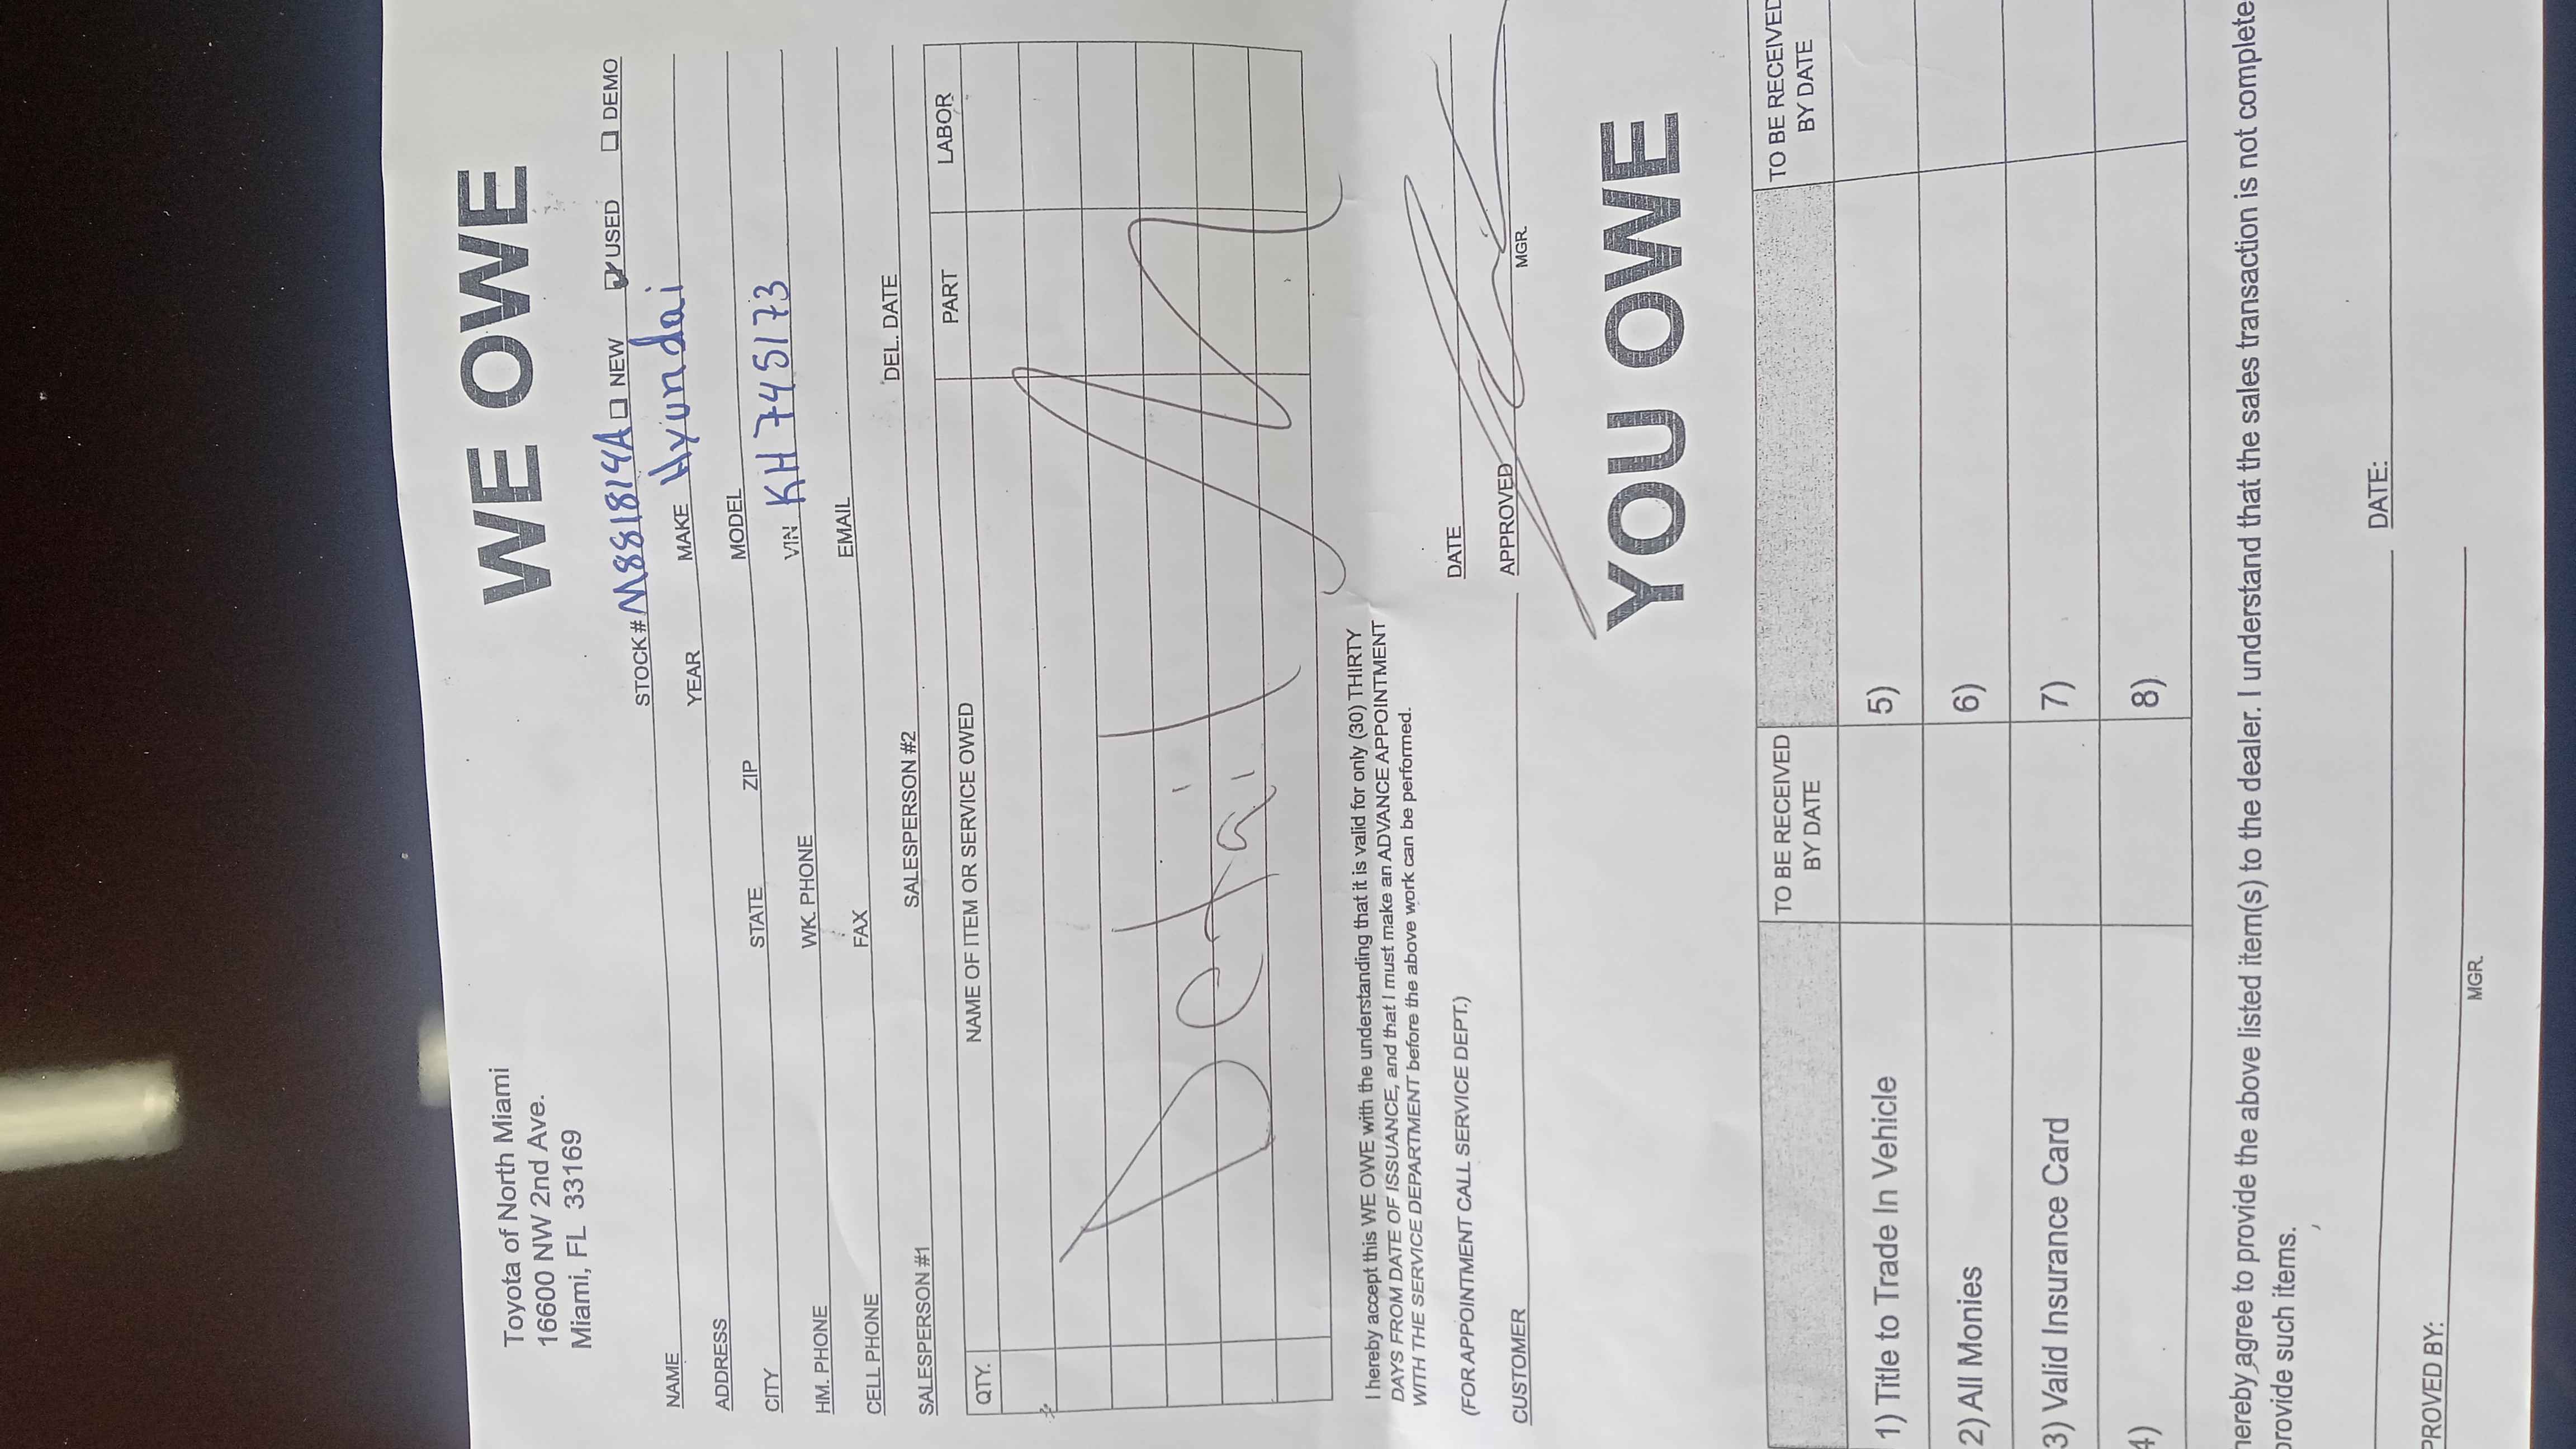 Toyota of North Miami
16600 NW 2nd Ave.
Miami, FL 33169
WE OWE
STOCK# M881814A ☐ NEW ☑ USED ☐ DEMO
NAME YEAR MAKE Hyundai
ADDRESS MODEL
CITY STATE ZIP VIN KH745173
HM. PHONE WK. PHONE EMAIL
CELL PHONE FAX DEL. DATE
SALESPERSON #1 SALESPERSON #2
QTY. NAME OF ITEM OR SERVICE OWED PART LABOR
Detail
I hereby accept this WE OWE with the understanding that it is valid for only (30) THIRTY
DAYS FROM DATE OF ISSUANCE, and that I must make an ADVANCE APPOINTMENT
WITH THE SERVICE DEPARTMENT before the above work can be performed.
(FOR APPOINTMENT CALL SERVICE DEPT.)
DATE
CUSTOMER APPROVED
MGR.
YOU OWE
TO BE RECEIVED BY DATE TO BE RECEIVED BY DATE
1) Title to Trade In Vehicle 5)
2) All Monies 6)
3) Valid Insurance Card 7)
4) 8)
hereby agree to provide the above listed item(s) to the dealer. I understand that the sales transaction is not complete
provide such items.
DATE:
PROVED BY:
MGR.